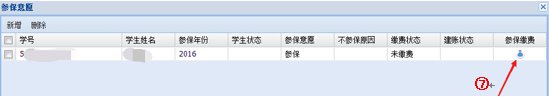 参保意愿
新增 删除
学号 学生姓名 参保年份 学生状态 参保意愿 不参保原因 缴费状态 建账状态 参保缴费
5 2016 参保 未缴费
⑦